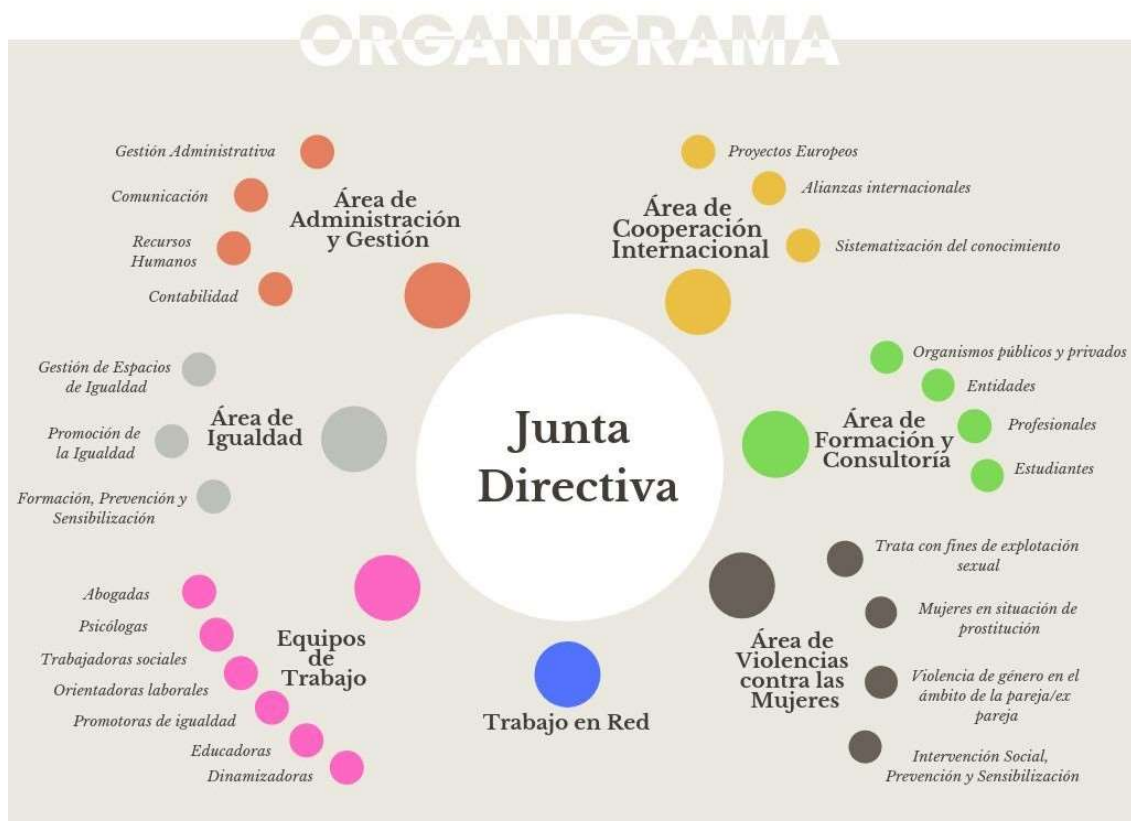 ORGANIGRAMA
Gestión Administrativa
Comunicación
Recursos
Humanos
Contabilidad
Área de
Administración
y Gestión
Proyectos Europeos
Alianzas internacionales
Sistematización del conocimiento
Área de
Cooperación
Internacional
Gestión de Espacios
de Igualdad
Promoción de
la Igualdad
Formación, Prevención y
Sensibilización
Área de
Igualdad
Junta
Directiva
Organismos públicos y privados
Entidades
Profesionales
Estudiantes
Área de
Formación y
Consultoría
Abogadas
Psicólogas
Trabajadoras sociales
Orientadoras laborales
Promotoras de igualdad
Educadoras
Dinamizadoras
Equipos
de
Trabajo
Trabajo en Red
Área de
Violencias
contra las
Mujeres
Trata con fines de explotación
sexual
Mujeres en situación de
prostitución
Violencia de género en el
ámbito de la pareja/ex
pareja
Intervención Social,
Prevención y Sensibilización